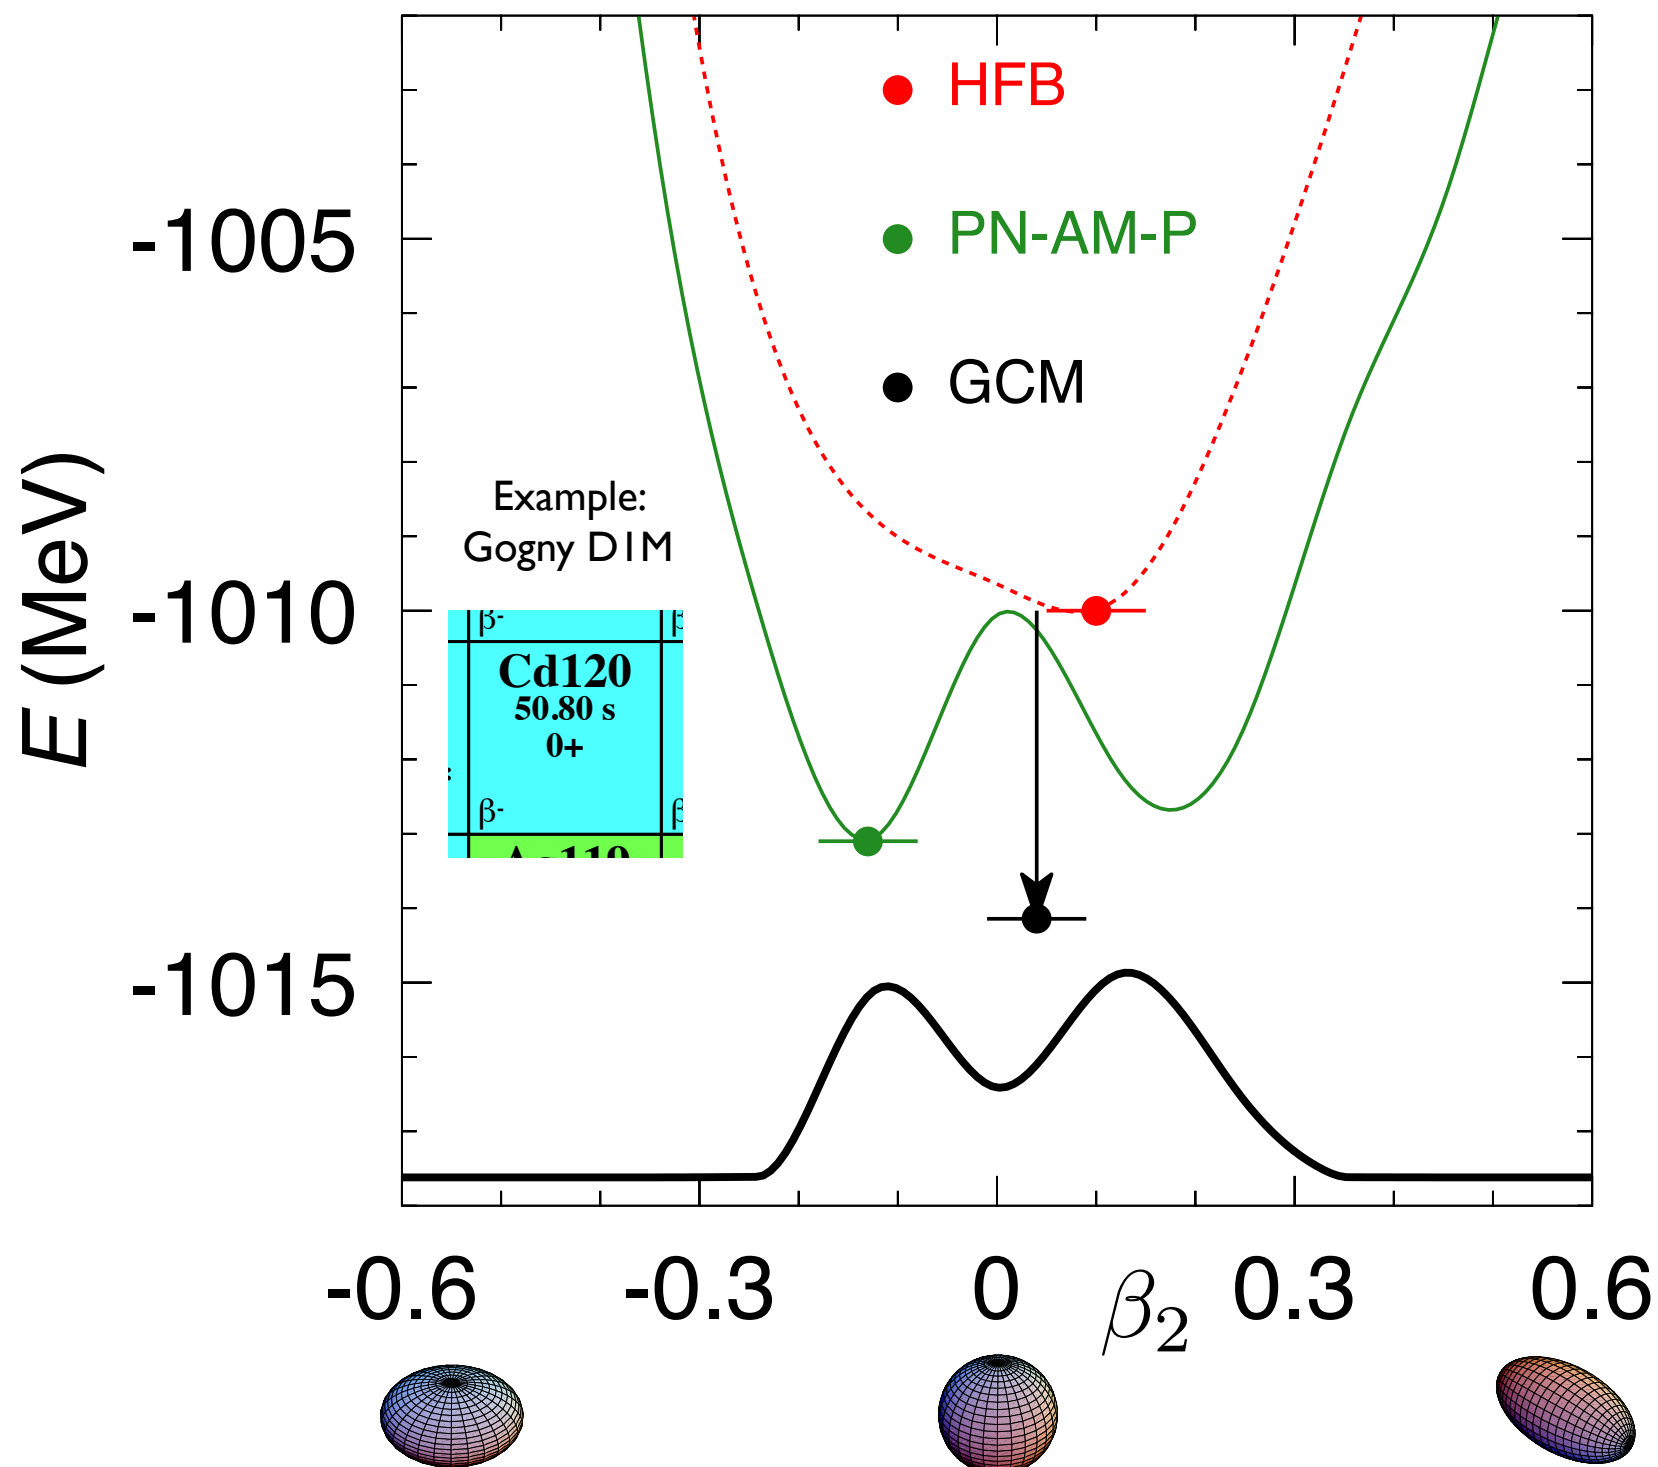 HFB
PN-AM-P
GCM
E (MeV)
-1005
-1010
-1015
Example:
Gogny D1M
β-
Cd120
50.80 s
0+
β-
-0.6
-0.3
0
β₂
0.3
0.6